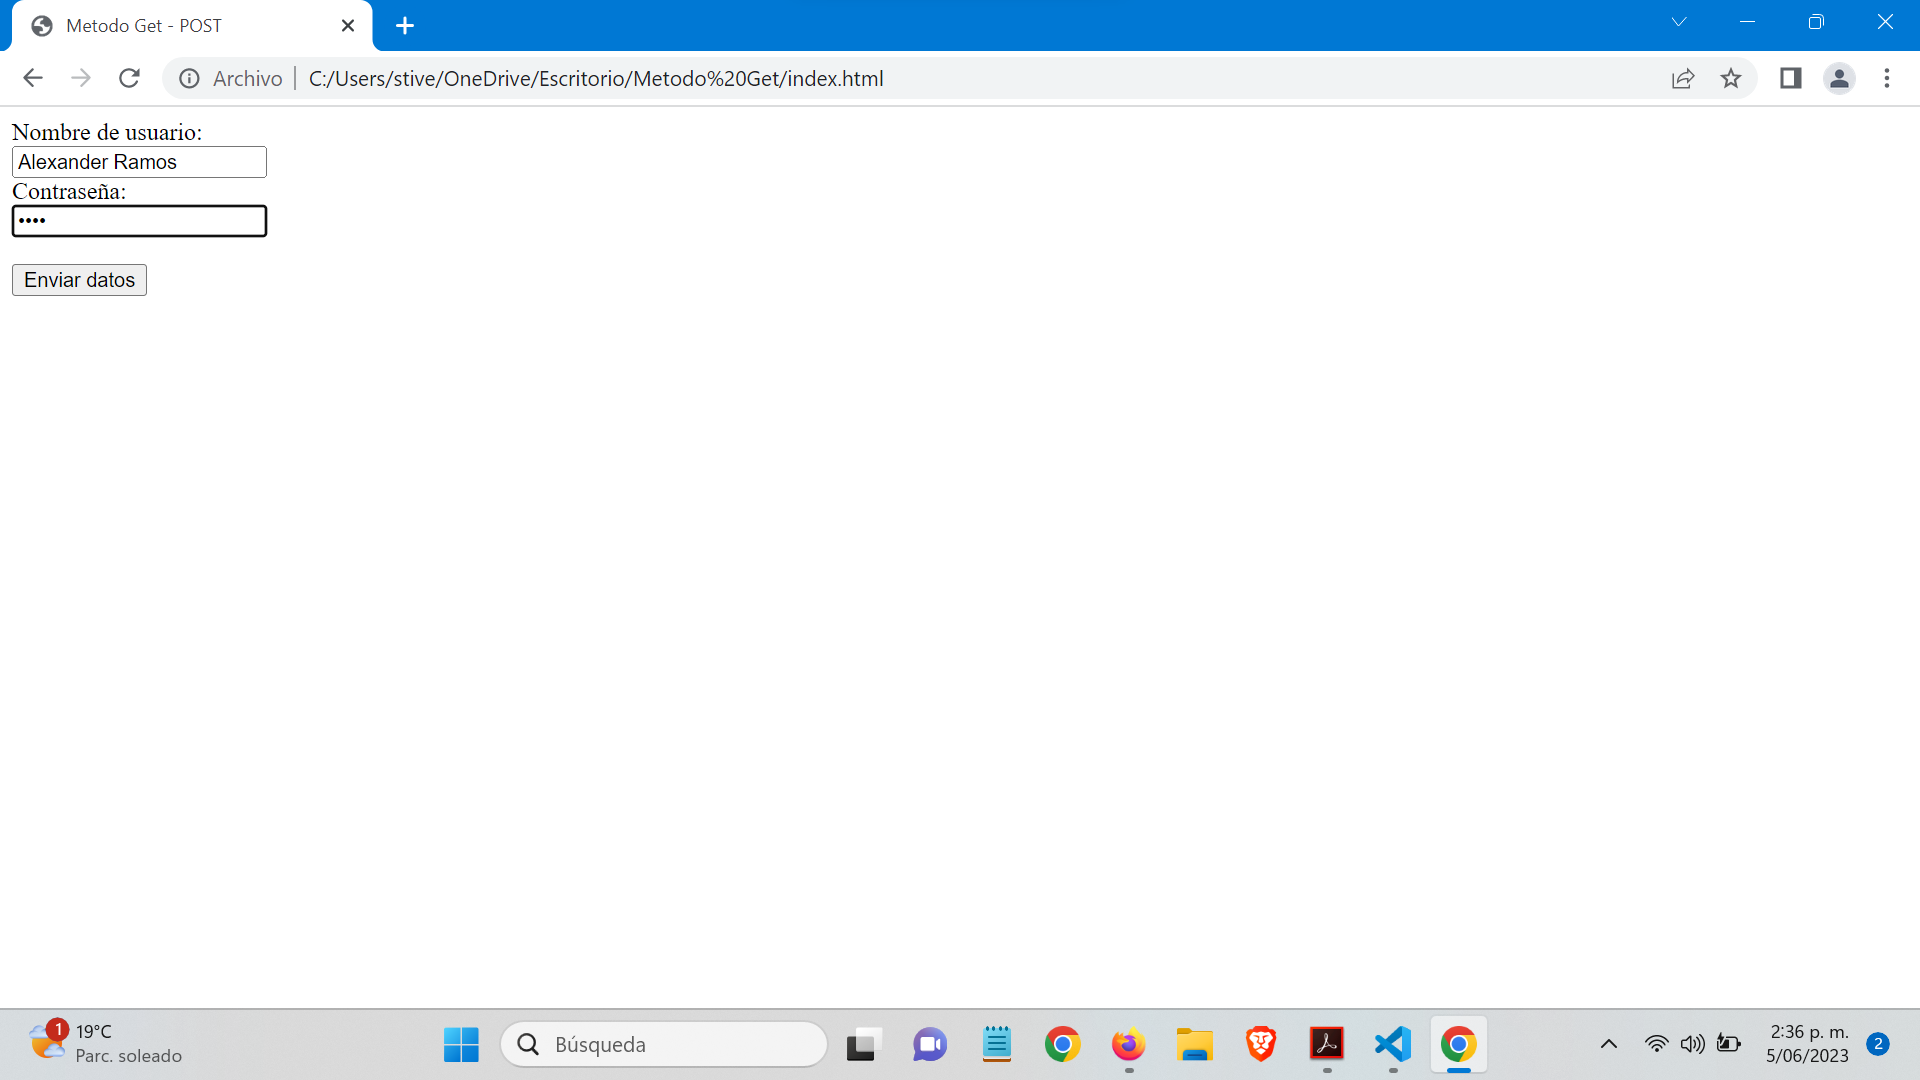 Metodo Get - POST
Archivo C:/Users/stive/OneDrive/Escritorio/Metodo%20Get/index.html
Nombre de usuario:
Alexander Ramos
Contraseña:
••••
Enviar datos
1
19°C
Parc. soleado
Búsqueda
2:36 p. m.
5/06/2023
2